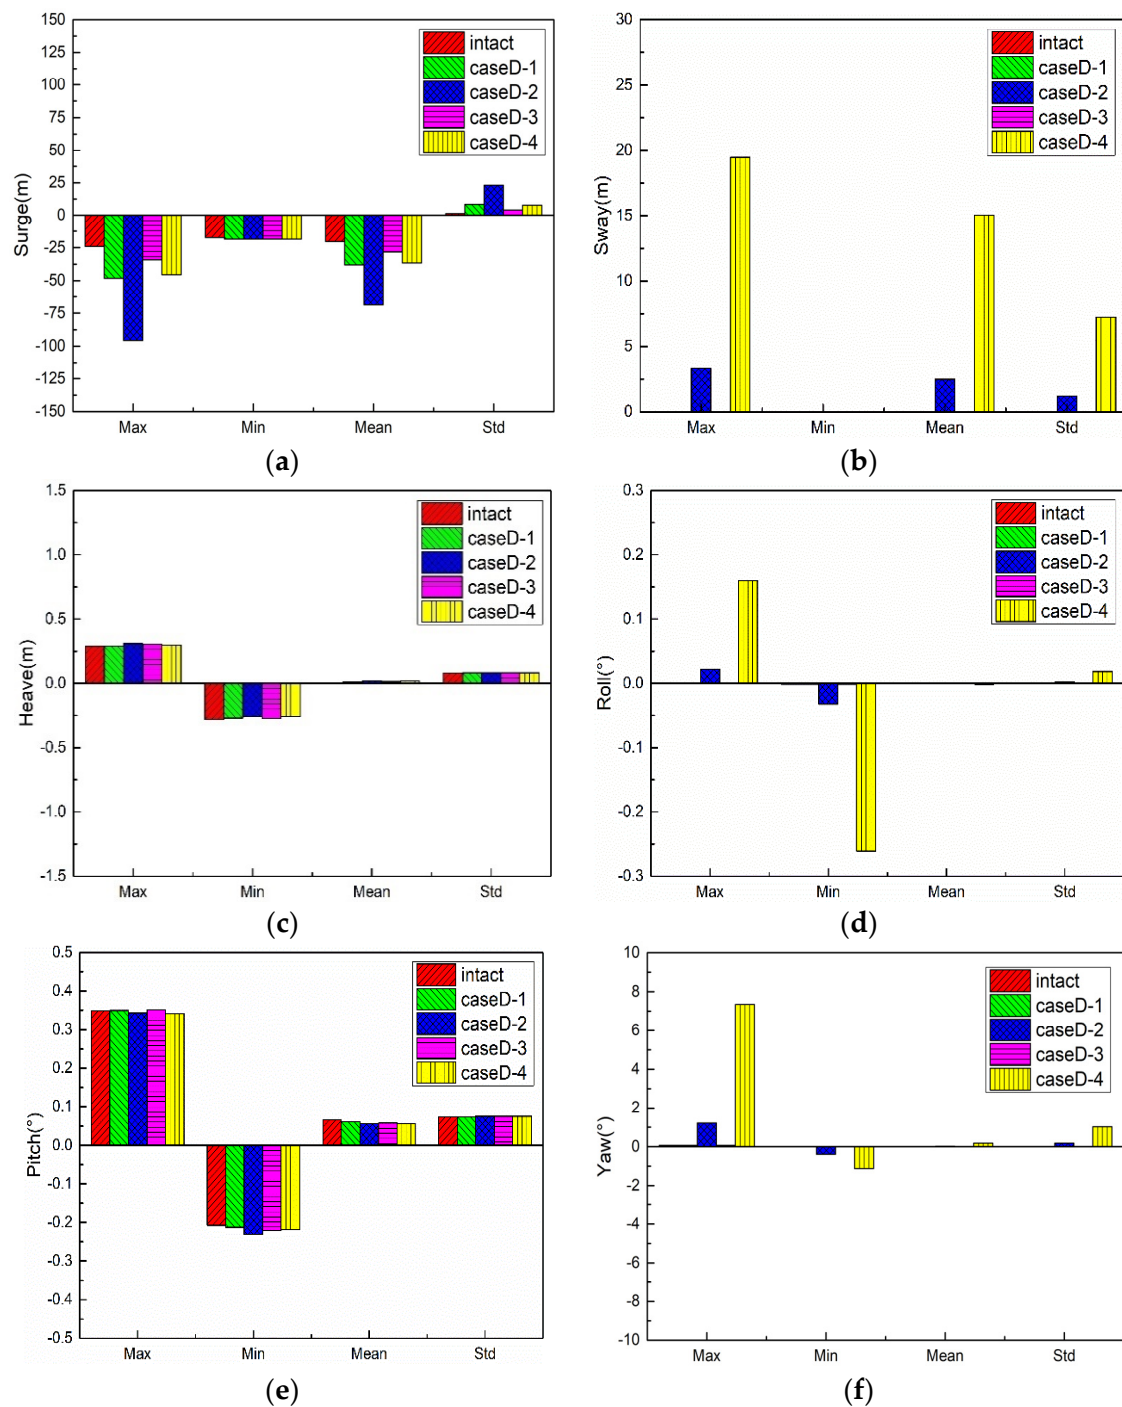 150
125
100
75
50
25
0
-25
-50
-75
-100
-125
-150
Surge(m)
intact
caseD-1
caseD-2
caseD-3
caseD-4
Max Min Mean Std
(a)
30
25
20
15
10
5
0
Sway(m)
intact
caseD-1
caseD-2
caseD-3
caseD-4
Max Min Mean Std
(b)
1.5
1.0
0.5
0.0
-0.5
-1.0
-1.5
Heave(m)
intact
caseD-1
caseD-2
caseD-3
caseD-4
Max Min Mean Std
(c)
0.3
0.2
0.1
0.0
-0.1
-0.2
-0.3
Roll(°)
intact
caseD-1
caseD-2
caseD-3
caseD-4
Max Min Mean Std
(d)
0.5
0.4
0.3
0.2
0.1
0.0
-0.1
-0.2
-0.3
-0.4
-0.5
Pitch(°)
intact
caseD-1
caseD-2
caseD-3
caseD-4
Max Min Mean Std
(e)
10
8
6
4
2
0
-2
-4
-6
-8
-10
Yaw(°)
intact
caseD-1
caseD-2
caseD-3
caseD-4
Max Min Mean Std
(f)